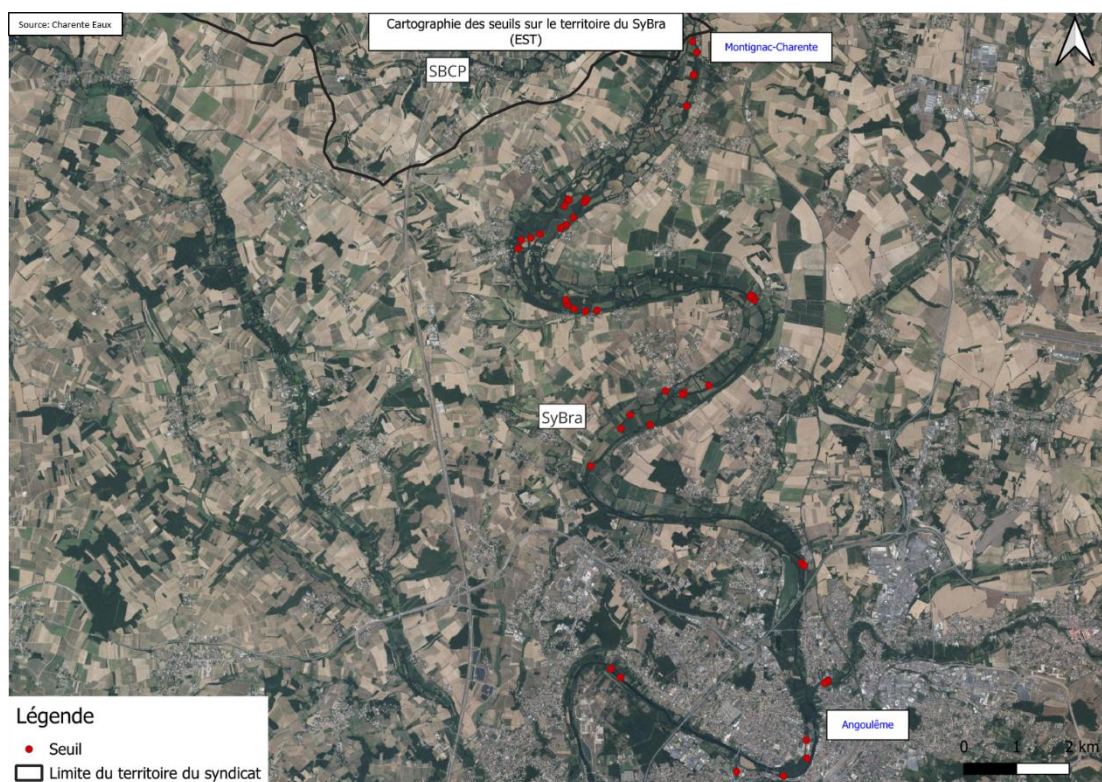 Source: Charente Eaux
Cartographie des seuils sur le territoire du SyBra
(EST)
Montignac-Charente
SBCP
SyBra
Angoulême
Légende
Seuil
Limite du territoire du syndicat
0 1 2 km